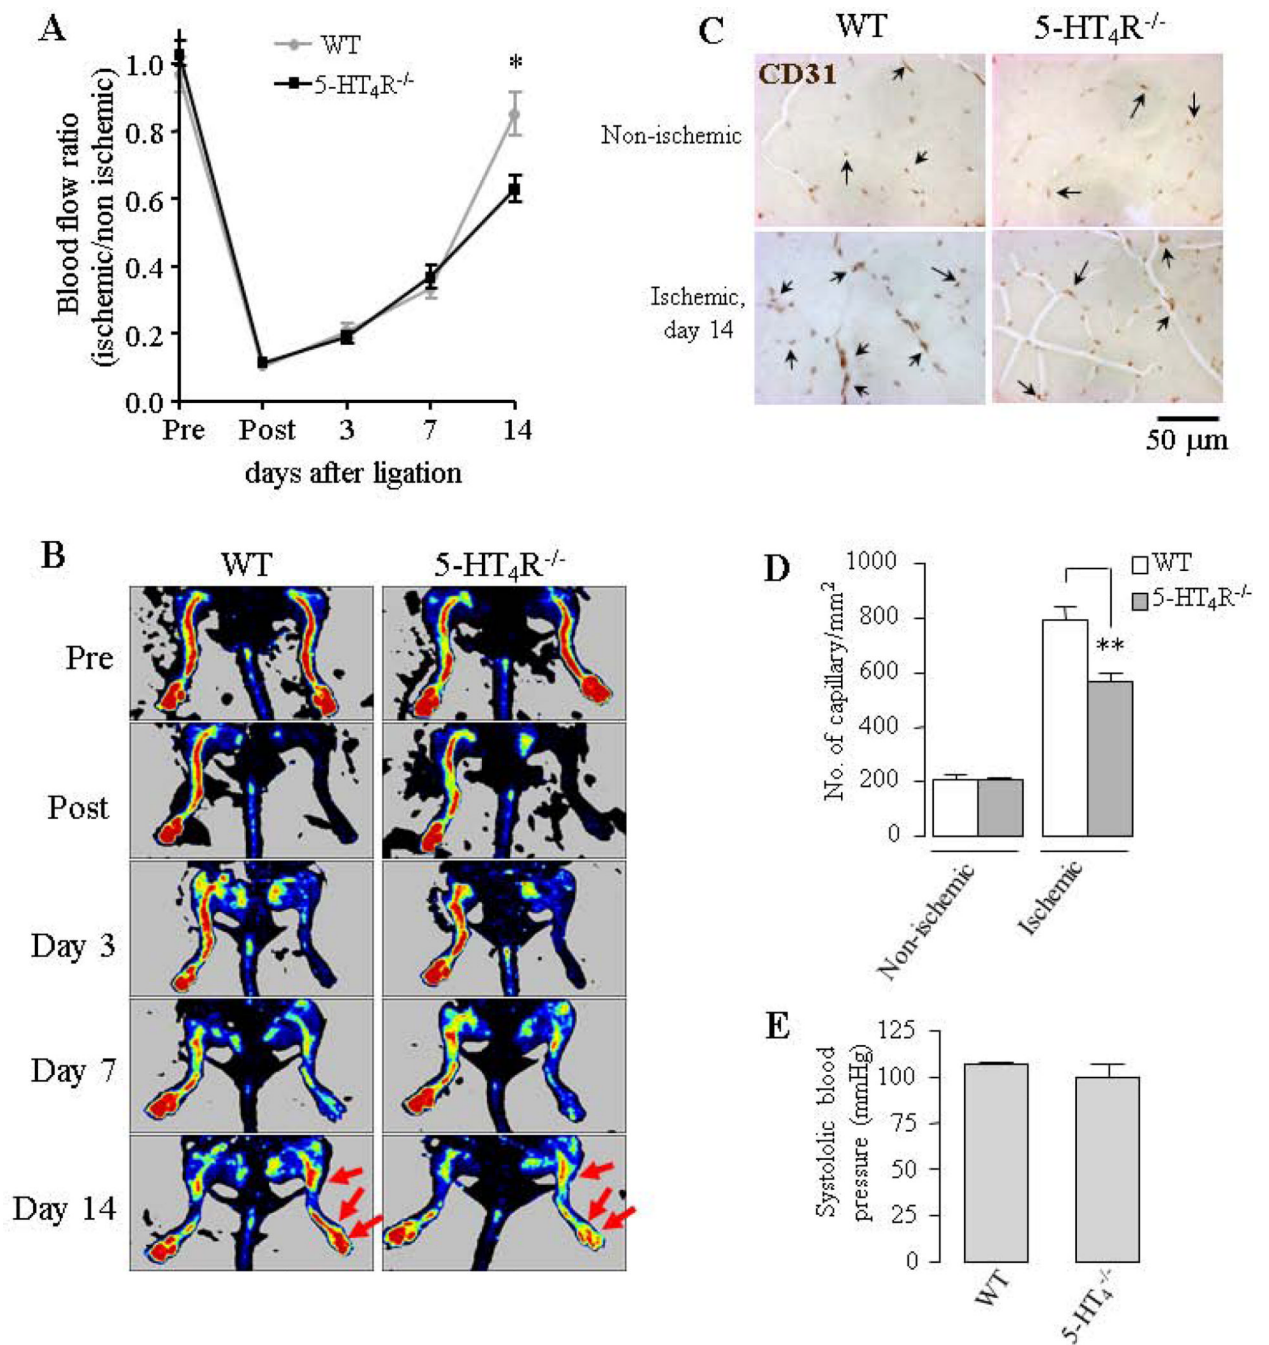 A
WT
5-HT4R-/-
*
Blood flow ratio
(ischemic/non ischemic)
1.0
0.8
0.6
0.4
0.2
0.0
Pre Post 3 7 14
days after ligation
C
WT 5-HT4R-/-
CD31
Non-ischemic
Ischemic,
day 14
50 μm
B
WT 5-HT4R-/-
Pre
Post
Day 3
Day 7
Day 14
D
No. of capillary/mm2
1000
800
600
400
200
0
WT
5-HT4R-/-
**
Non-ischemic
Ischemic
E
Systololic blood
pressure (mmHg)
125
100
75
50
25
0
WT
5-HT4-/-